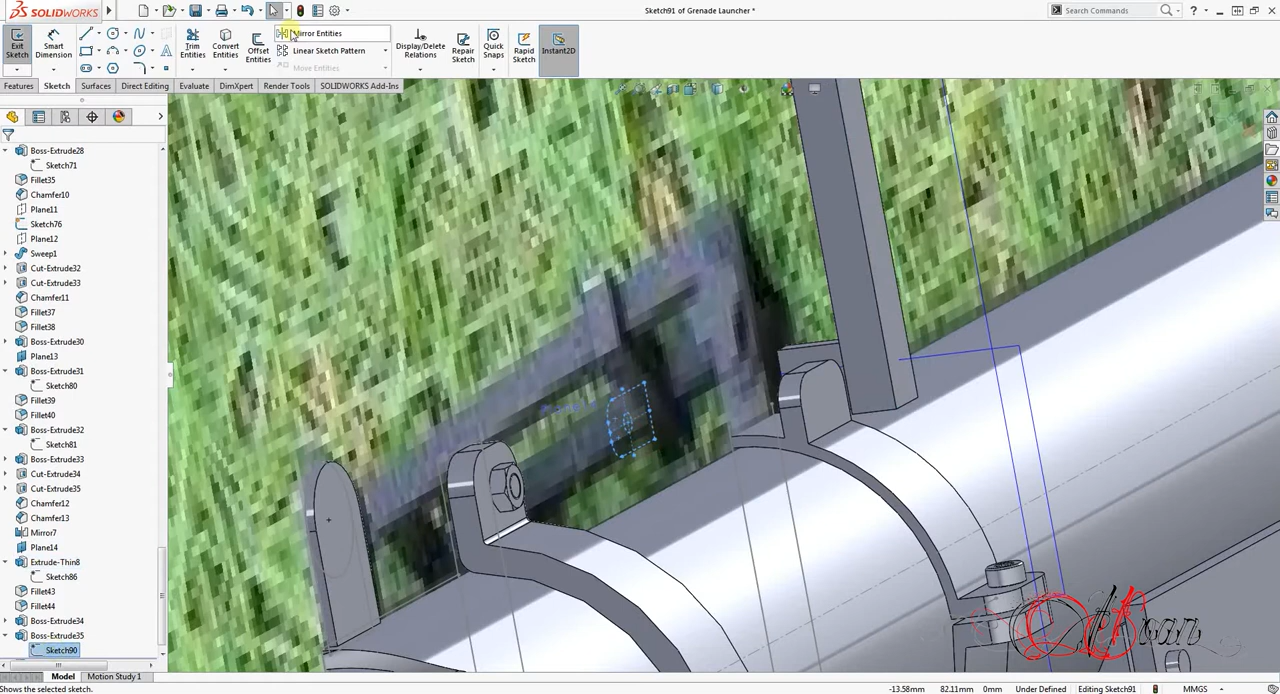 SOLIDWORKS
Sketch91 of Grenade Launcher *
Search Commands
Exit Sketch
Smart Dimension
Trim Entities
Convert Entities
Offset Entities
Mirror Entities
Linear Sketch Pattern
Move Entities
Display/Delete Relations
Repair Sketch
Quick Snaps
Rapid Sketch
Instant2D
Features
Sketch
Surfaces
Evaluate
Direct Editing
DimXpert
Render Tools
SOLIDWORKS Add-Ins
Boss-Extrude28
Sketch71
Fillet35
Chamfer10
Plane11
Sketch76
Plane12
Sweep1
Cut-Extrude32
Cut-Extrude33
Chamfer11
Fillet37
Fillet38
Boss-Extrude30
Plane13
Boss-Extrude31
Sketch80
Fillet39
Fillet40
Boss-Extrude32
Sketch81
Boss-Extrude33
Cut-Extrude34
Cut-Extrude35
Chamfer12
Chamfer13
Mirror7
Plane14
Extrude-Thin8
Sketch86
Fillet43
Fillet44
Boss-Extrude34
Boss-Extrude35
Sketch90
Model
Motion Study 1
Shows the selected sketch.
-13.58mm
82.11mm
0mm
Under Defined
Editing Sketch91
MMGS